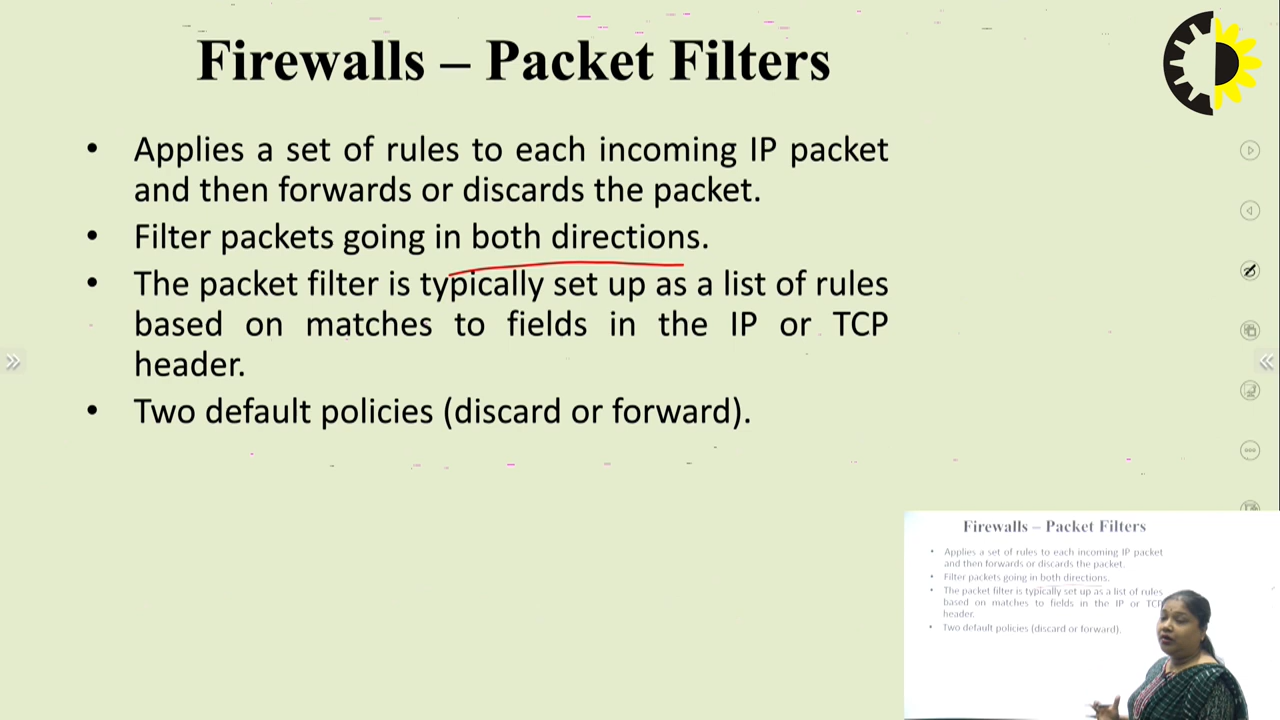 Firewalls – Packet Filters
• Applies a set of rules to each incoming IP packet
and then forwards or discards the packet.
• Filter packets going in both directions.
• The packet filter is typically set up as a list of rules
based on matches to fields in the IP or TCP
header.
• Two default policies (discard or forward).
Firewalls – Packet Filters
• Applies a set of rules to each incoming IP packet
and then forwards or discards the packet.
• Filter packets going in both directions.
• The packet filter is typically set up as a list of rules
based on matches to fields in the IP or TCP
header.
• Two default policies (discard or forward).